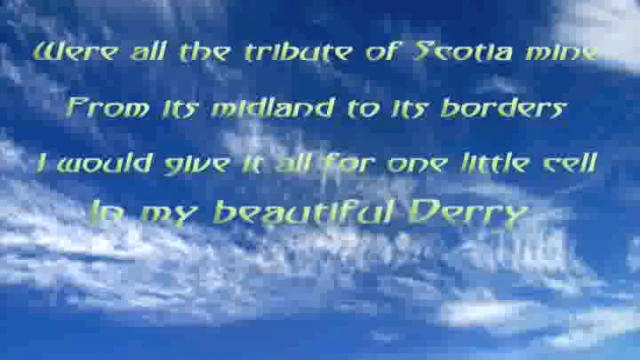 Were all the tribute of Scotia mine
From its midland to its borders
I would give it all for one little cell
In my beautiful Derry